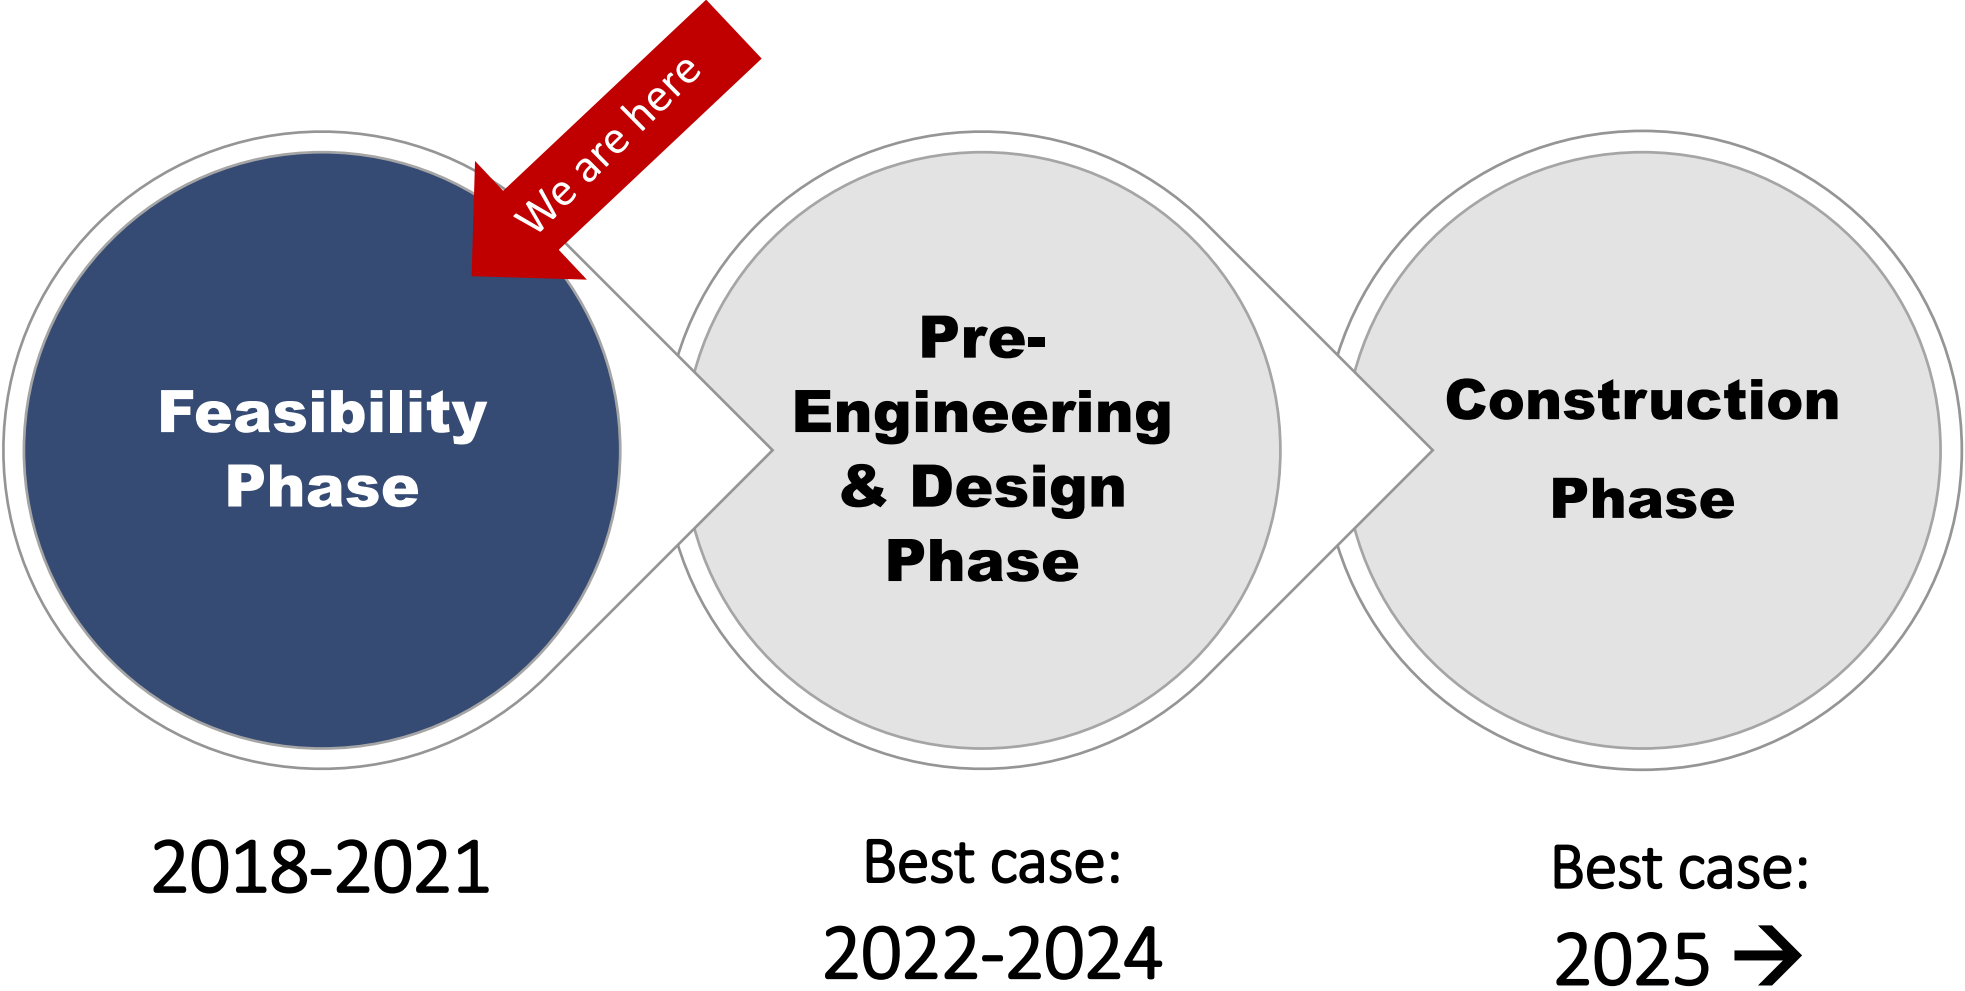 We are here
Feasibility
Phase
Pre-
Engineering
& Design
Phase
Construction
Phase
2018-2021
Best case:
2022-2024
Best case:
2025 →